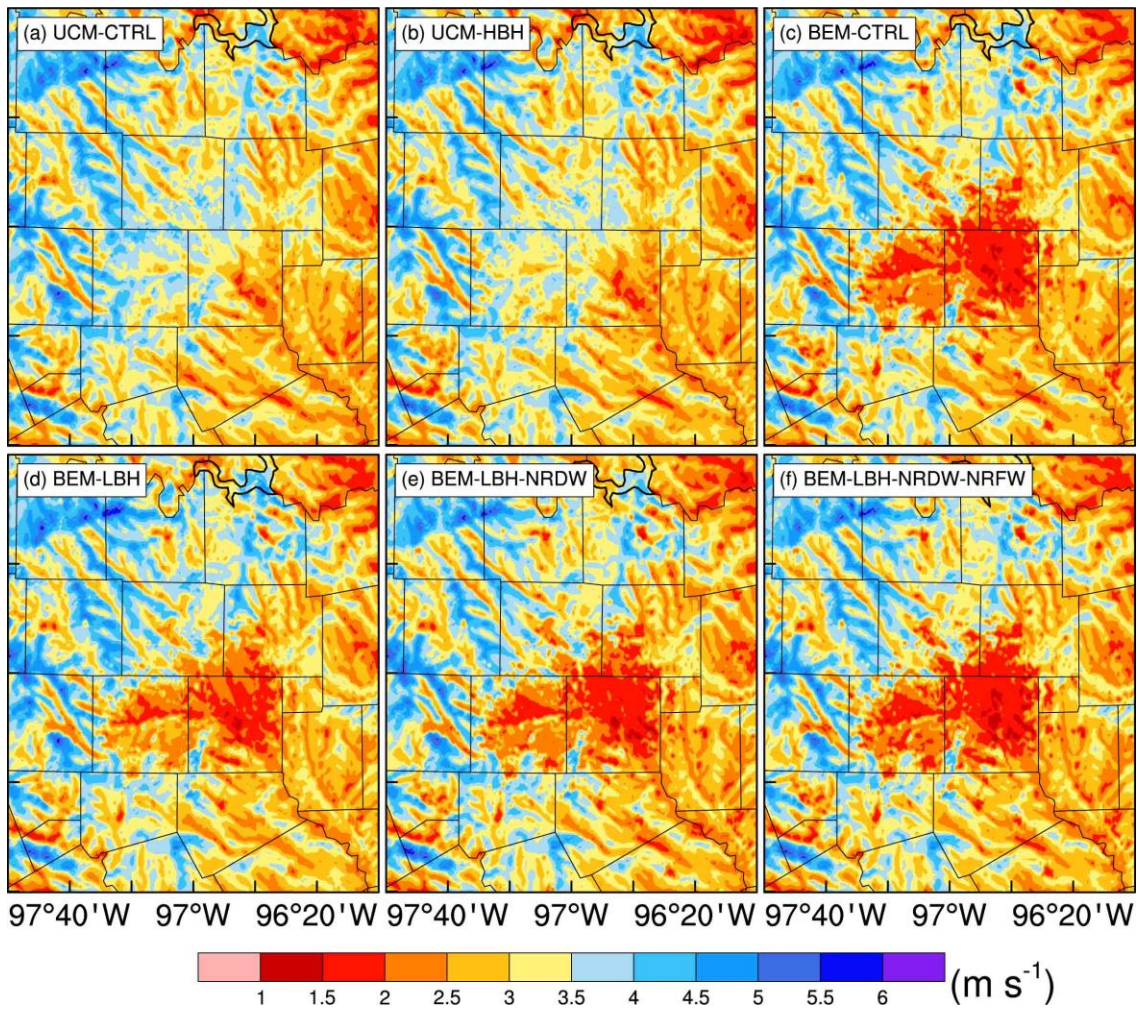 (a) UCM-CTRL
(b) UCM-HBH
(c) BEM-CTRL
(d) BEM-LBH
(e) BEM-LBH-NRDW
(f) BEM-LBH-NRDW-NRFW
97°40'W 97°W 96°20'W 97°40'W 97°W 96°20'W 97°40'W 97°W 96°20'W
1 1.5 2 2.5 3 3.5 4 4.5 5 5.5 6 (m s⁻¹)